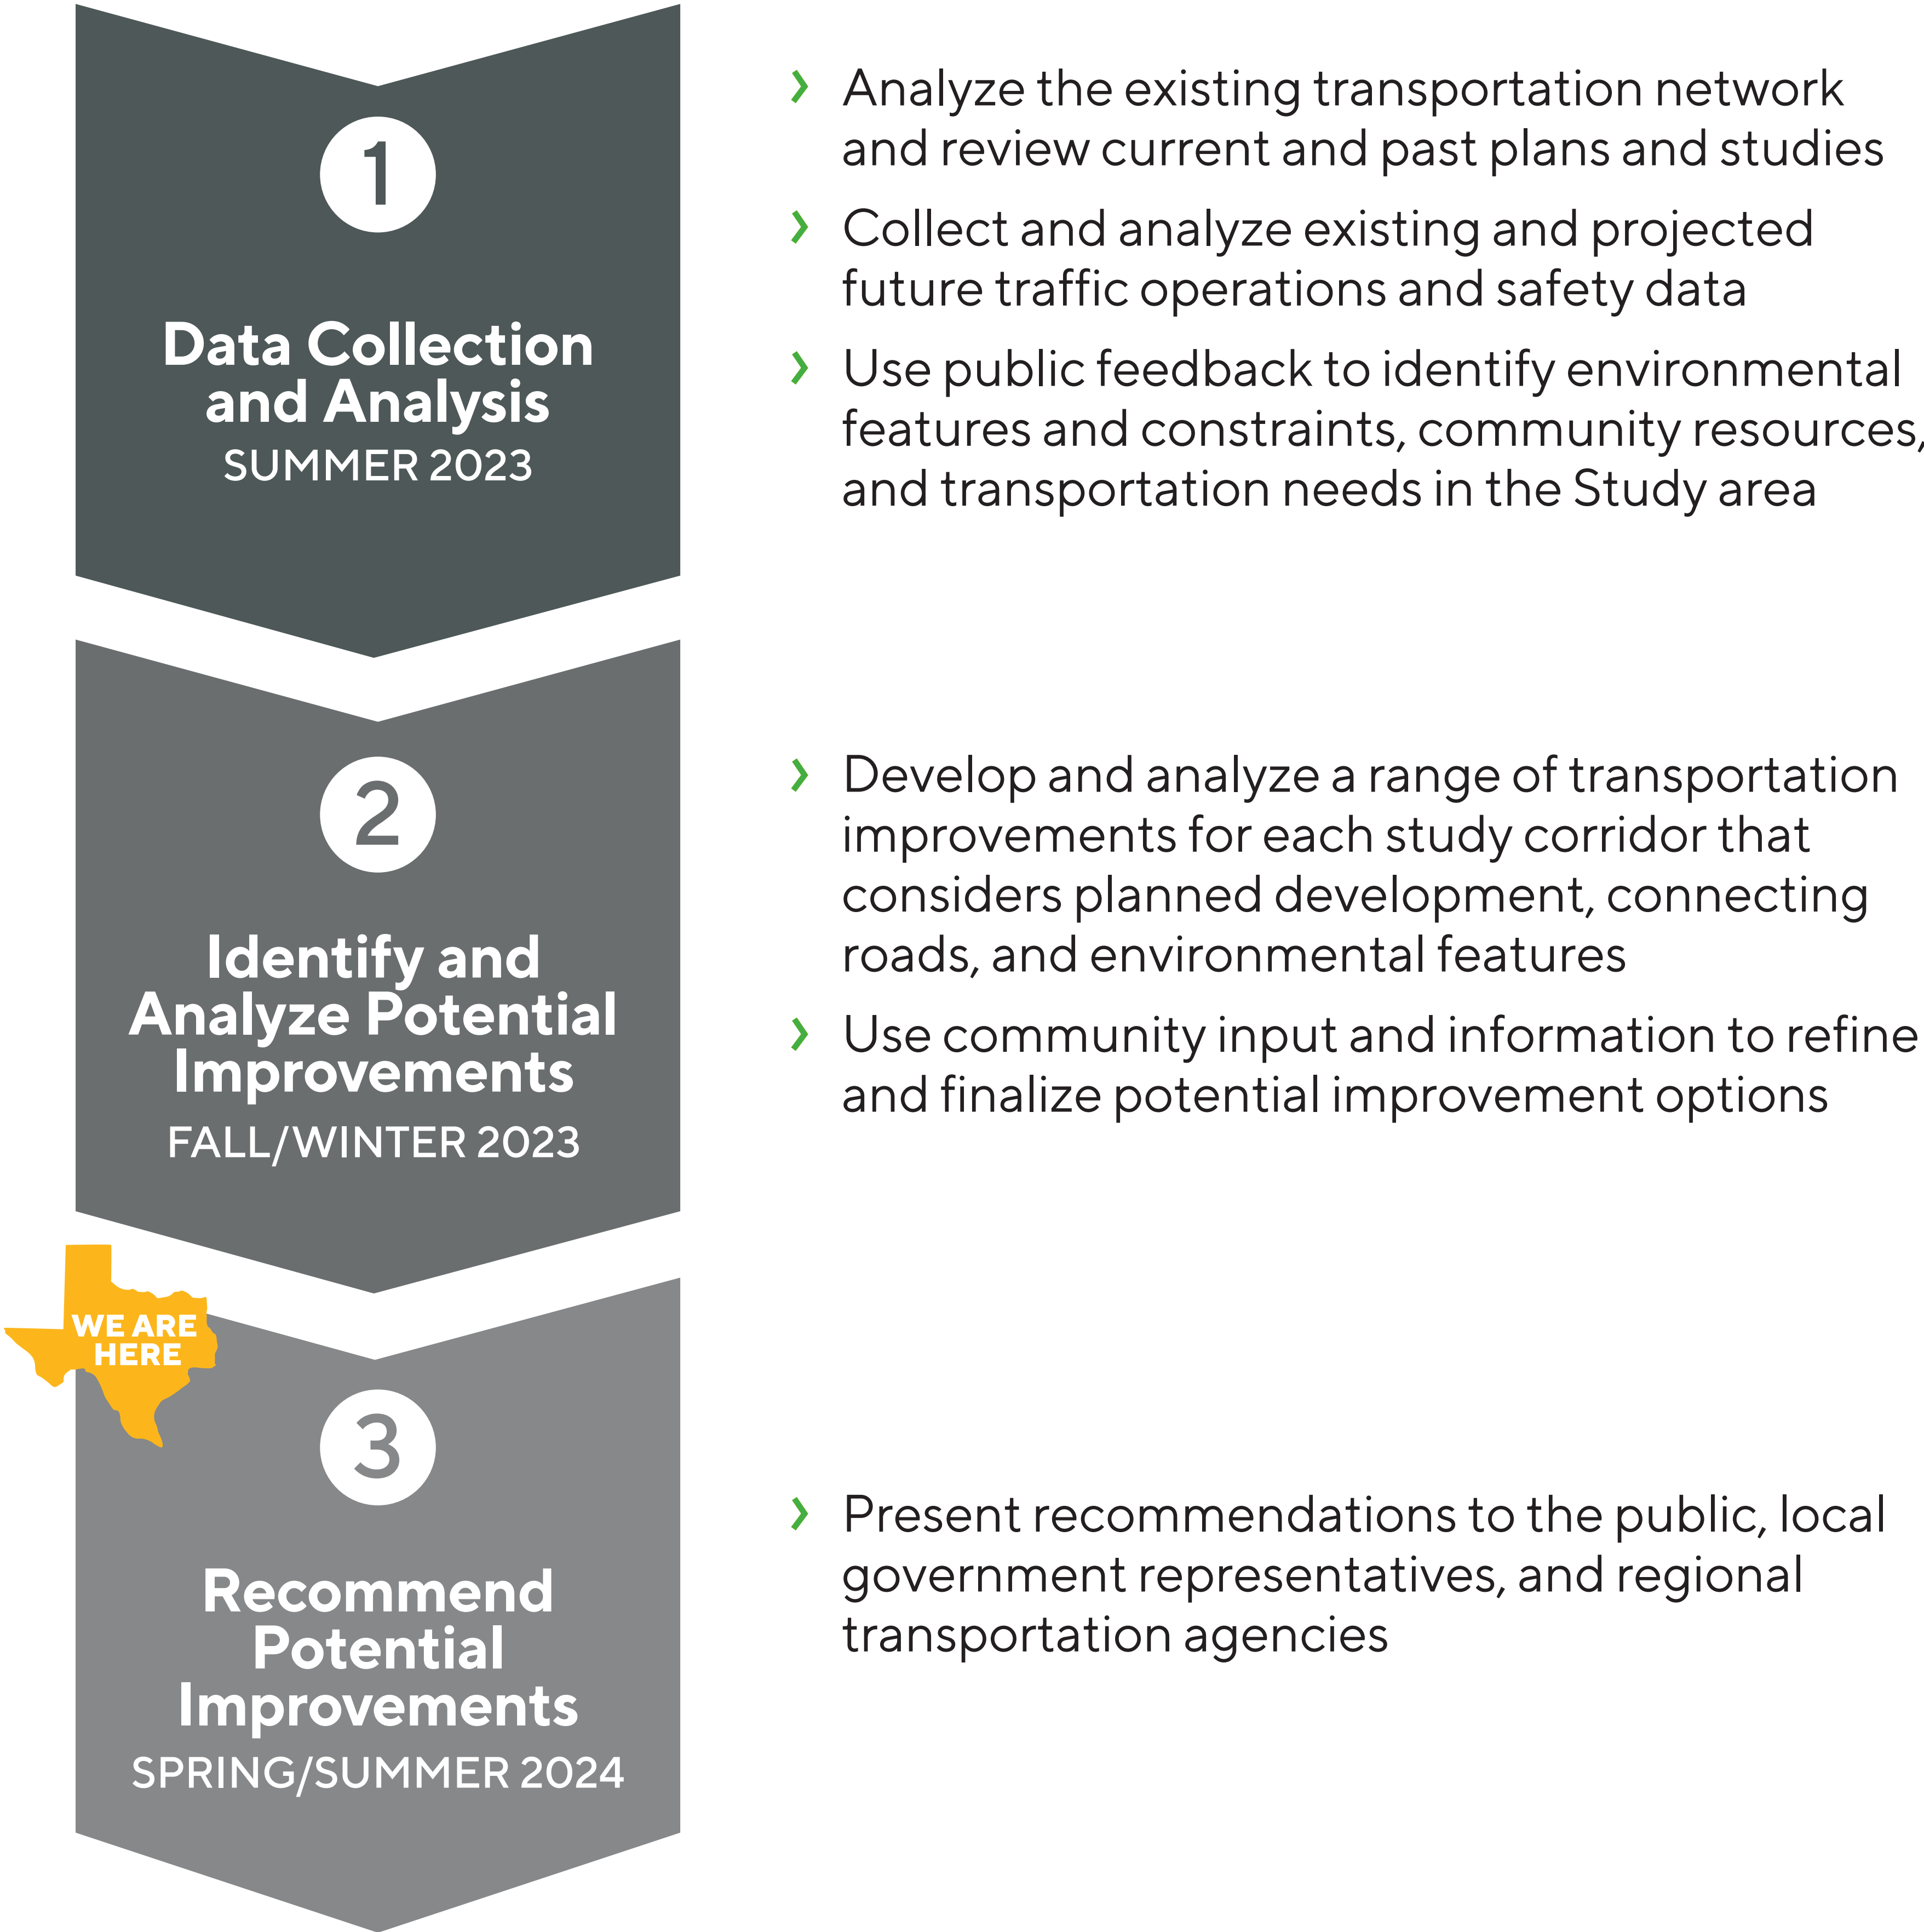 1
Data Collection
and Analysis
SUMMER 2023
Analyze the existing transportation network
and review current and past plans and studies
Collect and analyze existing and projected
future traffic operations and safety data
Use public feedback to identify environmental
features and constraints, community resources,
and transportation needs in the Study area
2
Identify and
Analyze Potential
Improvements
FALL/WINTER 2023
Develop and analyze a range of transportation
improvements for each study corridor that
considers planned development, connecting
roads, and environmental features
Use community input and information to refine
and finalize potential improvement options
WE ARE
HERE
3
Recommend
Potential
Improvements
SPRING/SUMMER 2024
Present recommendations to the public, local
government representatives, and regional
transportation agencies